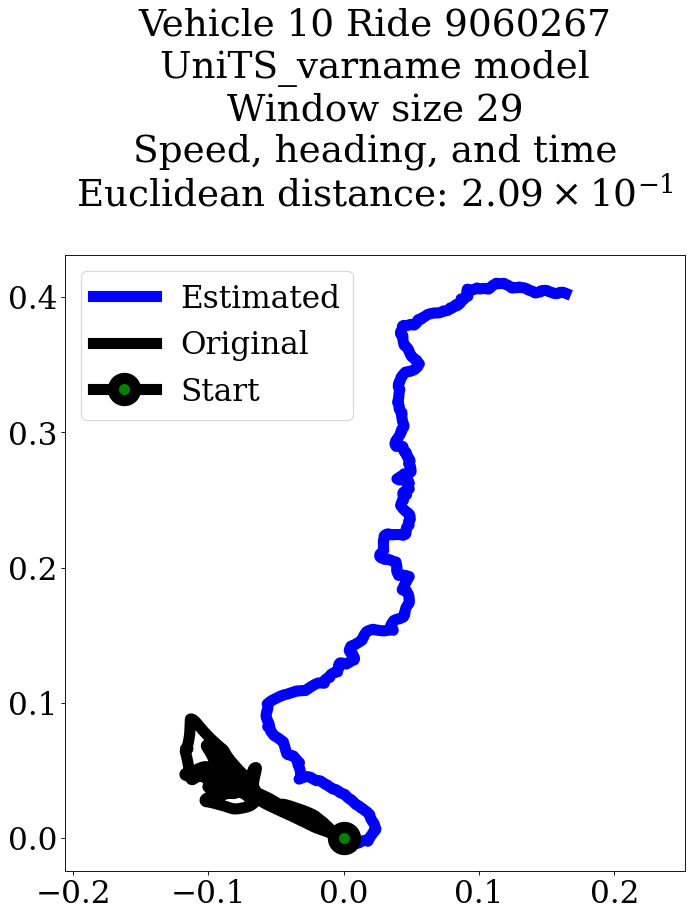 Vehicle 10 Ride 9060267
UniTS_varname model
Window size 29
Speed, heading, and time
Euclidean distance: 2.09 × 10⁻¹
Estimated
Original
Start
0.4
0.3
0.2
0.1
0.0
−0.2 −0.1 0.0 0.1 0.2